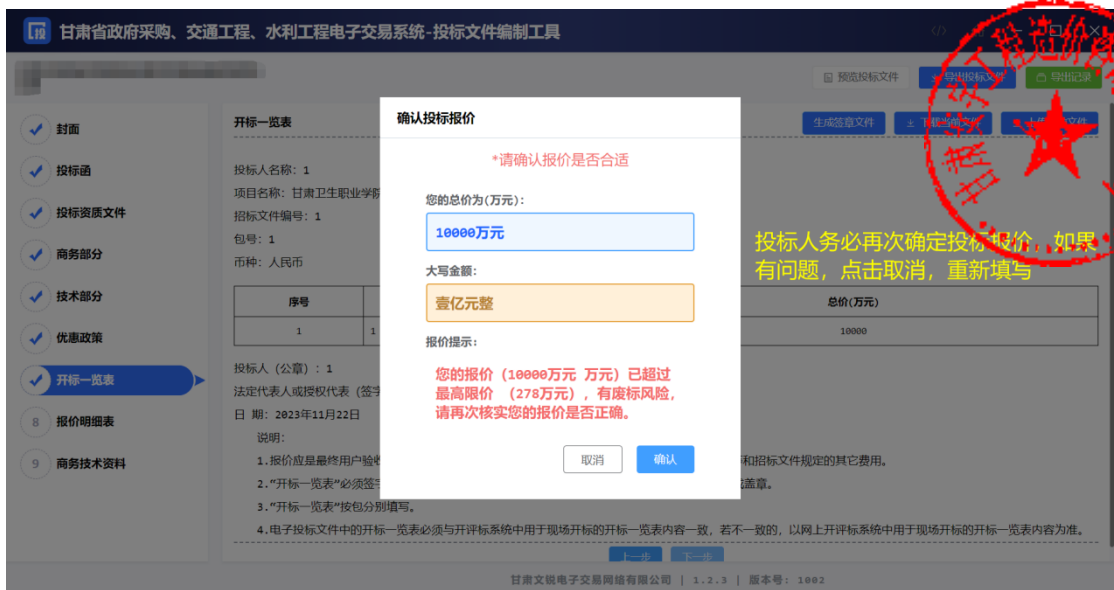 甘肃省政府采购、交通工程、水利工程电子交易系统-投标文件编制工具
预览投标文件
导出投标文件
导出记录
封面
投标函
投标资质文件
商务部分
技术部分
优惠政策
开标一览表
8 报价明细表
9 商务技术资料
开标一览表
生成签章文件
下载当前文件
投标人名称: 1
项目名称: 甘肃卫生职业学院
招标文件编号: 1
包号: 1
币种: 人民币
序号
总价(万元)
1
1
10000
投标人（公章）: 1
法定代表人或授权代表（签字
日 期: 2023年11月22日
说明:
1.报价应是最终用户验收
和招标文件规定的其它费用。
2.“开标一览表”必须签字
盖章。
3.“开标一览表”按包分别填写。
4.电子投标文件中的开标一览表必须与开评标系统中用于现场开标的开标一览表内容一致，若不一致的，以网上开评标系统中用于现场开标的开标一览表内容为准。
上一步
下一步
确认投标报价
*请确认报价是否合适
您的总价为(万元):
10000万元
大写金额:
壹亿元整
报价提示:
您的报价（10000万元 万元）已超过
最高限价 （278万元）, 有废标风险,
请再次核实您的报价是否正确。
取消
确认
投标人务必再次确定投标报价，如果
有问题，点击取消，重新填写
甘肃文锐电子交易网络有限公司 | 1.2.3 | 版本号: 1002